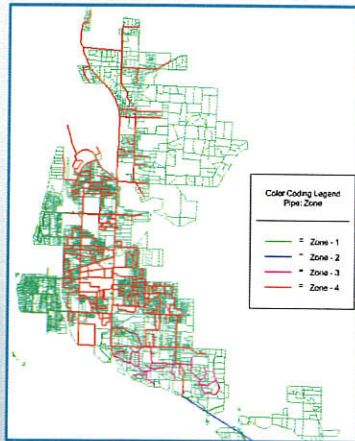 Color Coding Legend
Pipe: Zone
= Zone - 1
= Zone - 2
= Zone - 3
= Zone - 4